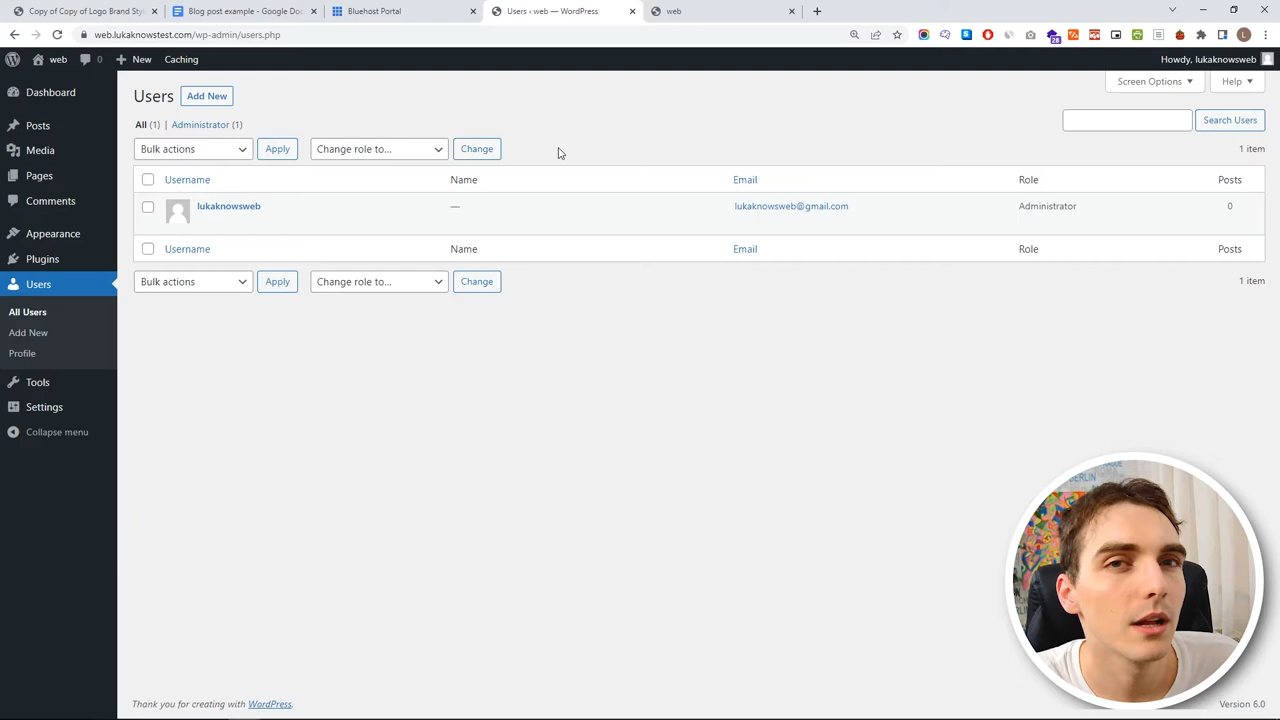 Copy of Copy of Logo Brand Style
Blog post example - Google Doc
Bluehost Portal
Users ‹ web — WordPress
web
web.lukaknowstest.com/wp-admin/users.php
28
L
web 0 New Caching
Howdy, lukaknowsweb
Dashboard
Posts
Media
Pages
Comments
Appearance
Plugins
Users
All Users
Add New
Profile
Tools
Settings
Collapse menu
Screen Options
Help
Users Add New
All (1) | Administrator (1)
Search Users
Bulk actions Apply Change role to... Change
1 item
Username Name Email Role Posts
lukaknowsweb — lukaknowsweb@gmail.com Administrator 0
Username Name Email Role Posts
Bulk actions Apply Change role to... Change
1 item
BERLIN
Thank you for creating with WordPress.
Version 6.0